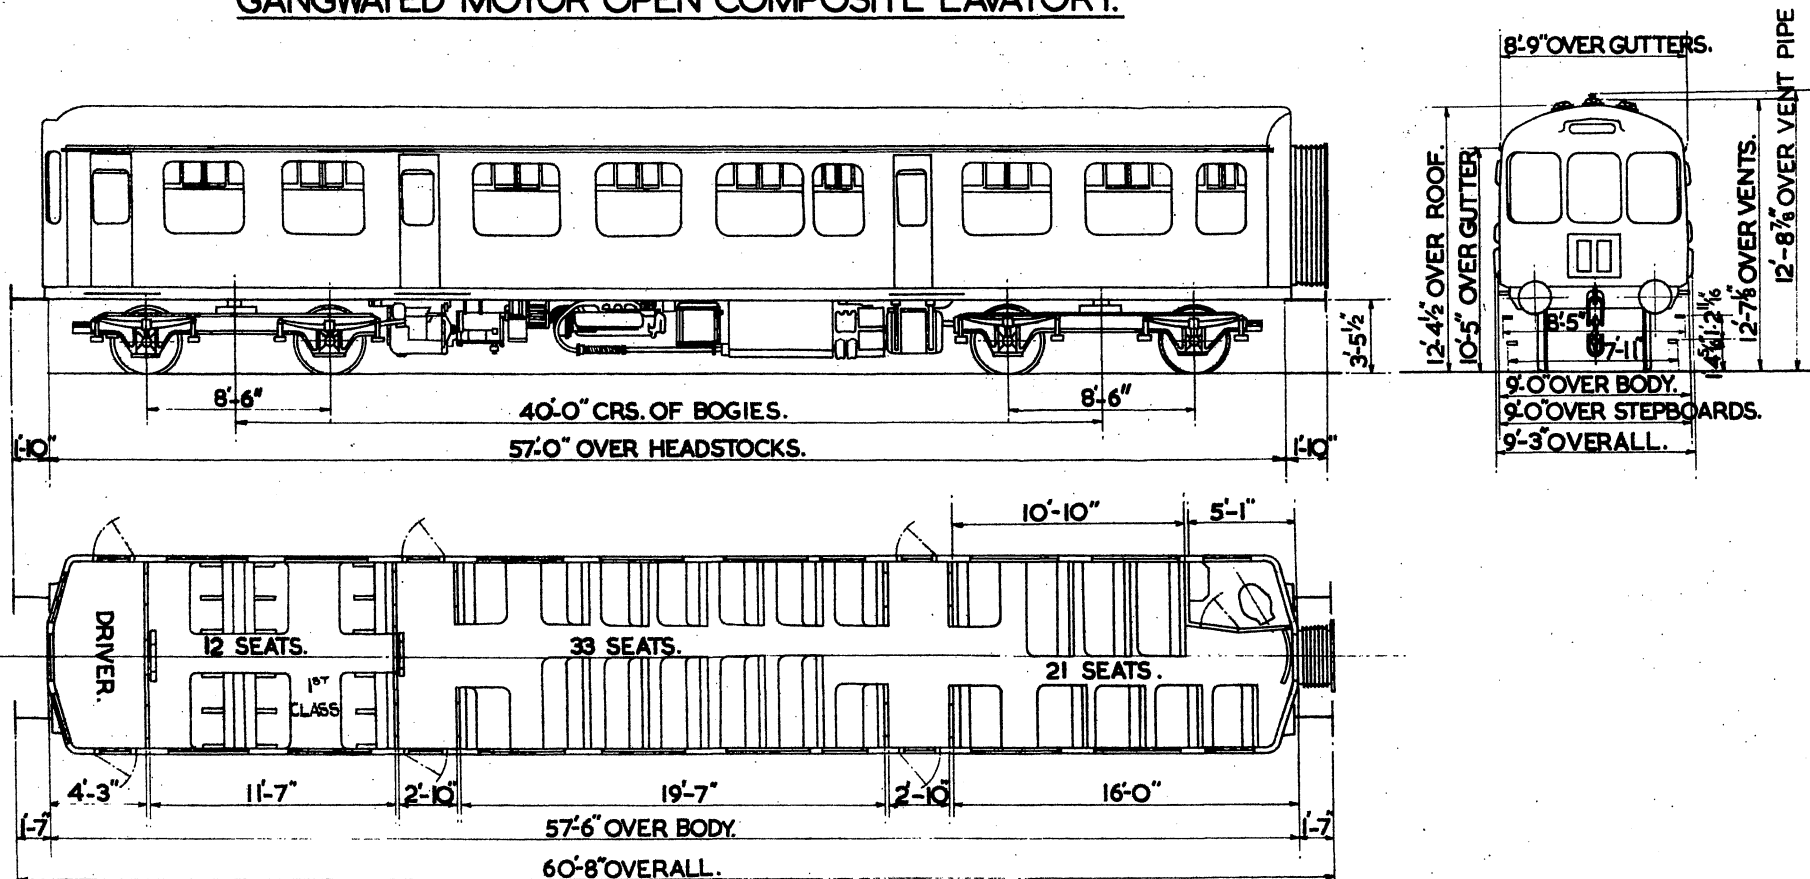 GANGWAYED MOTOR OPEN COMPOSITE LAVATORY.
8'-9" OVER GUTTERS.
12'-4½" OVER ROOF.
10'-5" OVER GUTTER
12'-7⅛" OVER VENTS.
12'-8⅞" OVER VENT PIPE
3'-5½"
8'-5"
7'-11"
8'-6"
40'-0" CRS. OF BOGIES.
8'-6"
1'-10"
57'-0" OVER HEADSTOCKS.
1'-10"
9'-0" OVER BODY.
9'-0" OVER STEPBOARDS.
9'-3" OVERALL.
10'-10"
5'-1"
DRIVER.
12 SEATS.
1ST
CLASS
33 SEATS.
21 SEATS.
4'-3"
11'-7"
2'-10"
19'-7"
2'-10"
16'-0"
1'-7"
57'-6" OVER BODY.
1'-7"
60'-8" OVERALL.